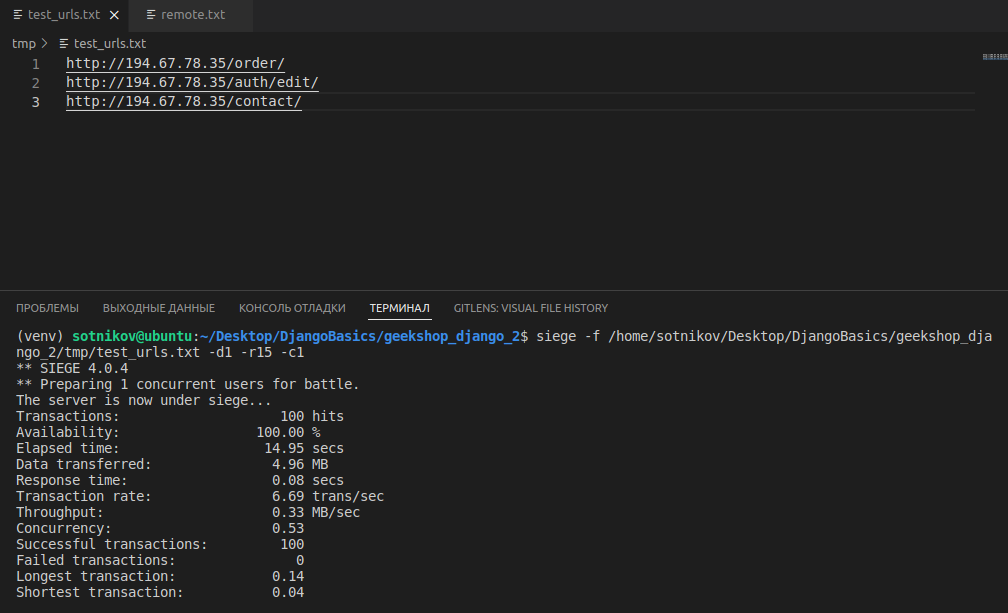 test_urls.txt remote.txt
tmp > test_urls.txt
1 http://194.67.78.35/order/
2 http://194.67.78.35/auth/edit/
3 http://194.67.78.35/contact/
ПРОБЛЕМЫ ВЫХОДНЫЕ ДАННЫЕ КОНСОЛЬ ОТЛАДКИ ТЕРМИНАЛ GITLENS: VISUAL FILE HISTORY
(venv) sotnikov@ubuntu:~/Desktop/DjangoBasics/geekshop_django_2$ siege -f /home/sotnikov/Desktop/DjangoBasics/geekshop_dja
ngo_2/tmp/test_urls.txt -d1 -r15 -c1
** SIEGE 4.0.4
** Preparing 1 concurrent users for battle.
The server is now under siege...
Transactions: 100 hits
Availability: 100.00 %
Elapsed time: 14.95 secs
Data transferred: 4.96 MB
Response time: 0.08 secs
Transaction rate: 6.69 trans/sec
Throughput: 0.33 MB/sec
Concurrency: 0.53
Successful transactions: 100
Failed transactions: 0
Longest transaction: 0.14
Shortest transaction: 0.04